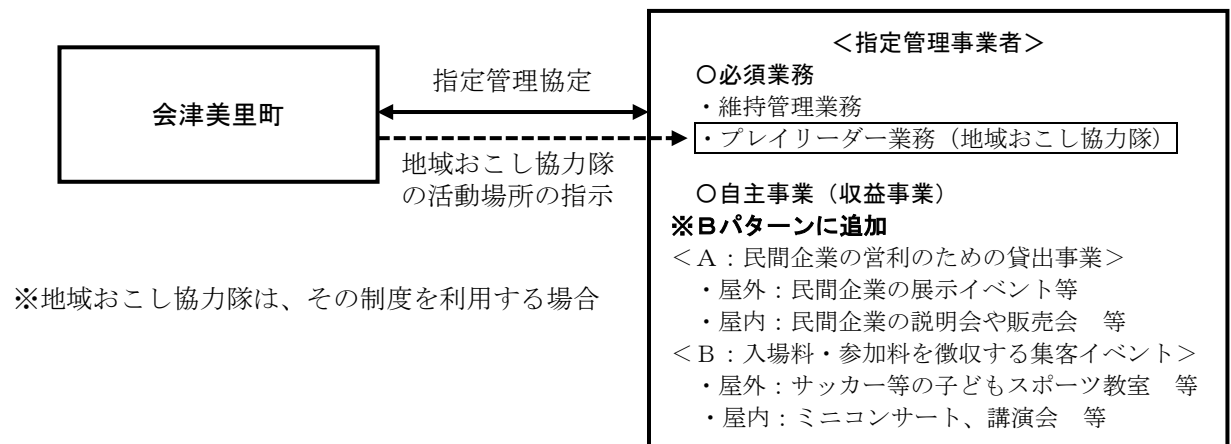 会津美里町
指定管理協定
地域おこし協力隊
の活動場所の指示
※地域おこし協力隊は、その制度を利用する場合
＜指定管理事業者＞
○必須業務
・維持管理業務
・プレイリーダー業務（地域おこし協力隊）
○自主事業（収益事業）
※Ｂパターンに追加
＜Ａ：民間企業の営利のための貸出事業＞
・屋外：民間企業の展示イベント等
・屋内：民間企業の説明会や販売会　等
＜Ｂ：入場料・参加料を徴収する集客イベント＞
・屋外：サッカー等の子どもスポーツ教室　等
・屋内：ミニコンサート、講演会　等